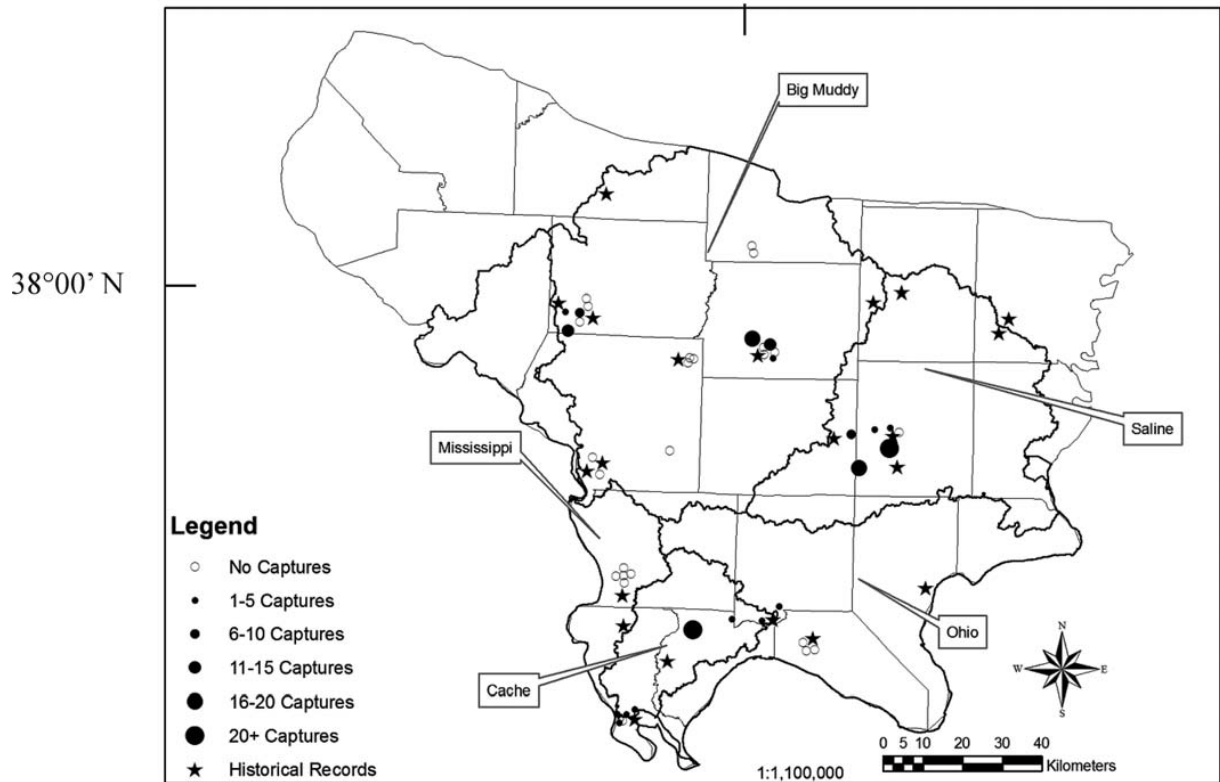 Big Muddy
38°00’ N
Saline
Mississippi
Legend
No Captures
1-5 Captures
6-10 Captures
11-15 Captures
16-20 Captures
20+ Captures
Historical Records
Ohio
Cache
N
W E
S
0 5 10 20 30 40
Kilometers
1:1,100,000